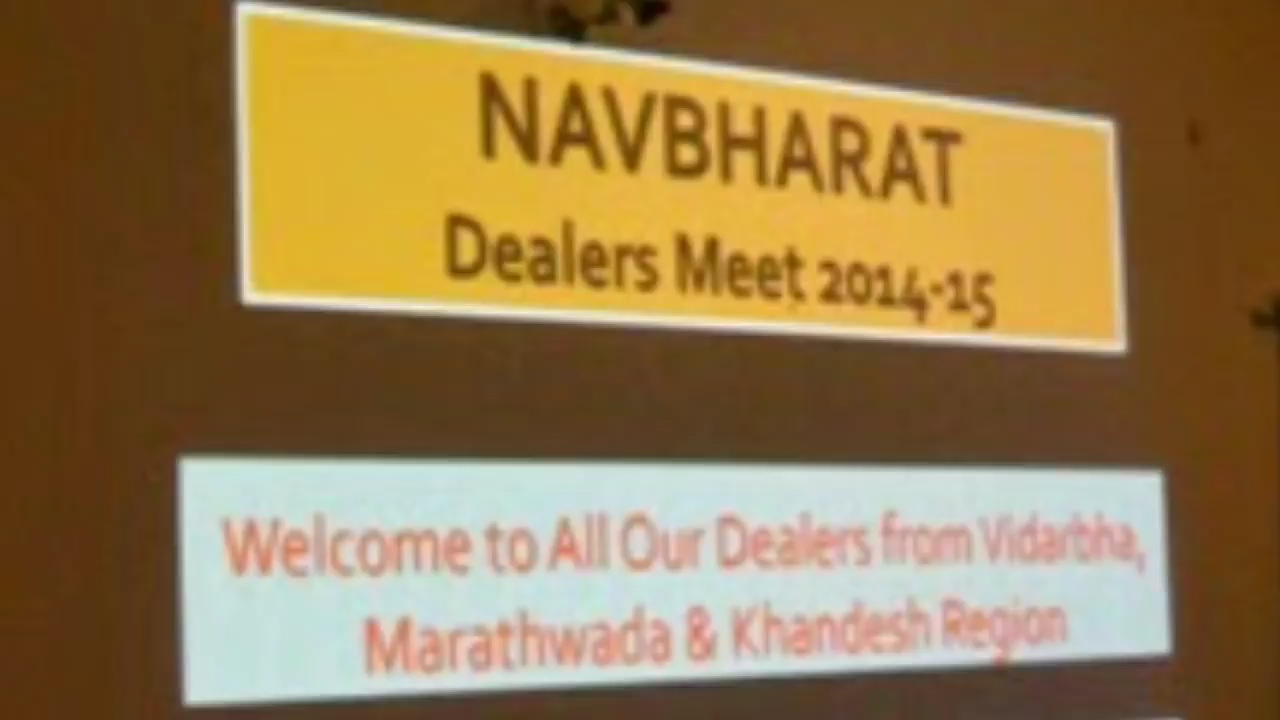 NAVBHARAT
Dealers Meet 2014-15
Welcome to All Our Dealers from Vidarbha,
Marathwada & Khandesh Region